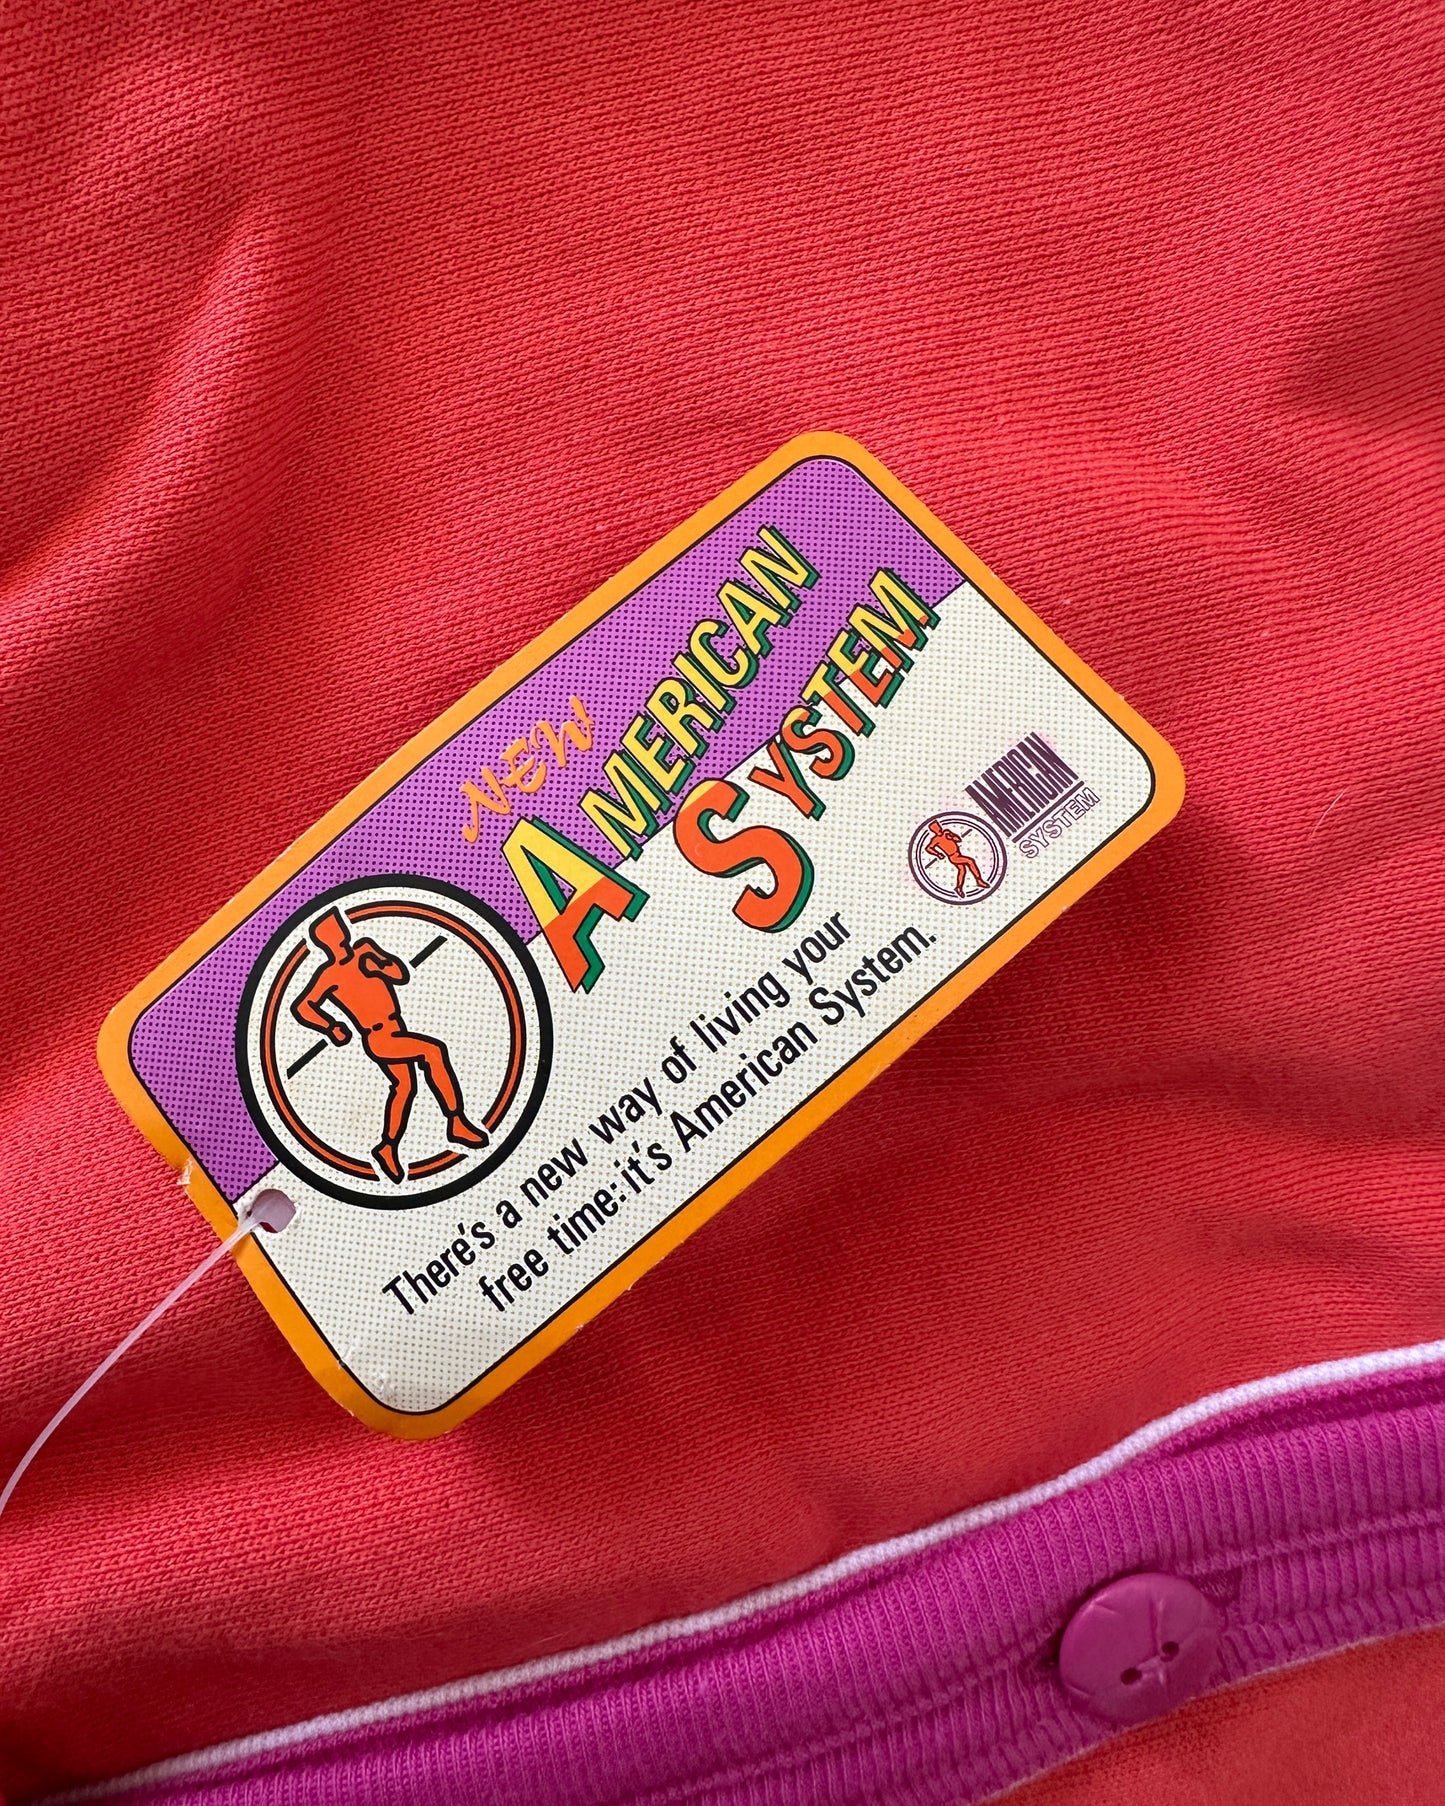 NEW
AMERICAN
SYSTEM
AMERICAN
SYSTEM
There's a new way of living your
free time: it's American System.